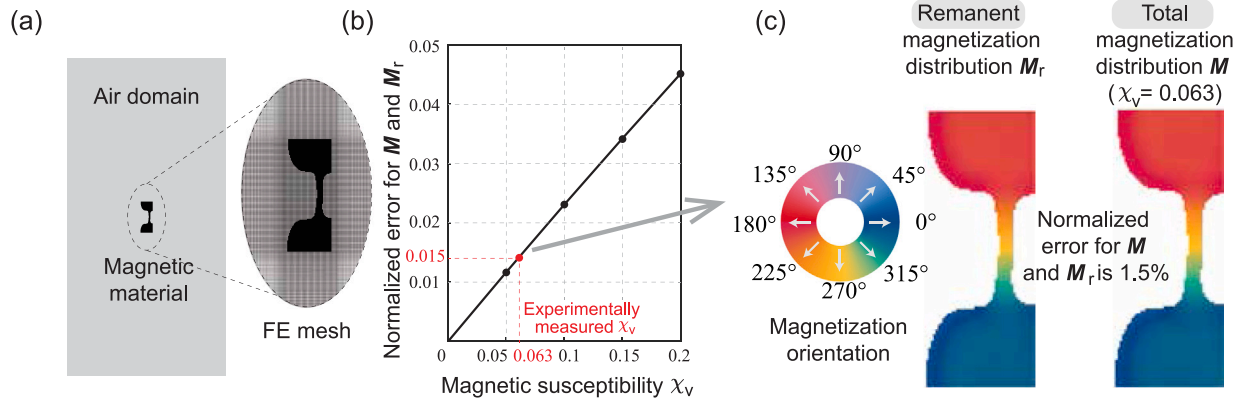 (a)
Air domain
Magnetic
material
FE mesh
(b)
Normalized error for M and Mr
0.05
0.04
0.03
0.02
0.015
0.01
Experimentally
measured χv
0
0.05
0.063
0.1
0.15
0.2
Magnetic susceptibility χv
(c)
Remanent
magnetization
distribution Mr
Total
magnetization
distribution M
(χv= 0.063)
90°
135°
45°
180°
0°
225°
315°
270°
Magnetization
orientation
Normalized
error for M
and Mr is 1.5%